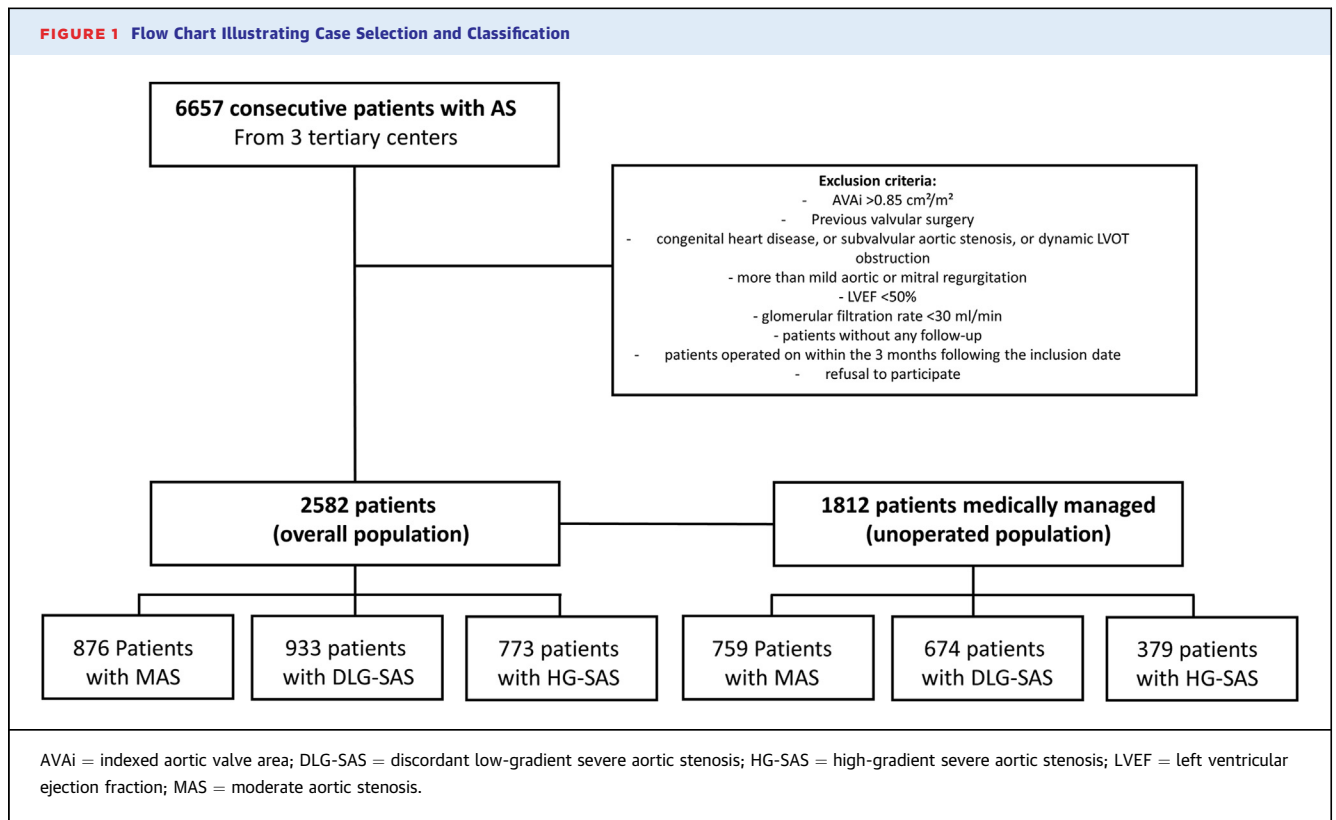 FIGURE 1 Flow Chart Illustrating Case Selection and Classification
6657 consecutive patients with AS
From 3 tertiary centers
Exclusion criteria:
- AVAi >0.85 cm²/m²
- Previous valvular surgery
- congenital heart disease, or subvalvular aortic stenosis, or dynamic LVOT
obstruction
- more than mild aortic or mitral regurgitation
- LVEF <50%
- glomerular filtration rate <30 ml/min
- patients without any follow-up
- patients operated on within the 3 months following the inclusion date
- refusal to participate
2582 patients
(overall population)
1812 patients medically managed
(unoperated population)
876 Patients
with MAS
933 patients
with DLG-SAS
773 patients
with HG-SAS
759 patients
with MAS
674 patients
with DLG-SAS
379 patients
with HG-SAS
AVAi = indexed aortic valve area; DLG-SAS = discordant low-gradient severe aortic stenosis; HG-SAS = high-gradient severe aortic stenosis; LVEF = left ventricular
ejection fraction; MAS = moderate aortic stenosis.